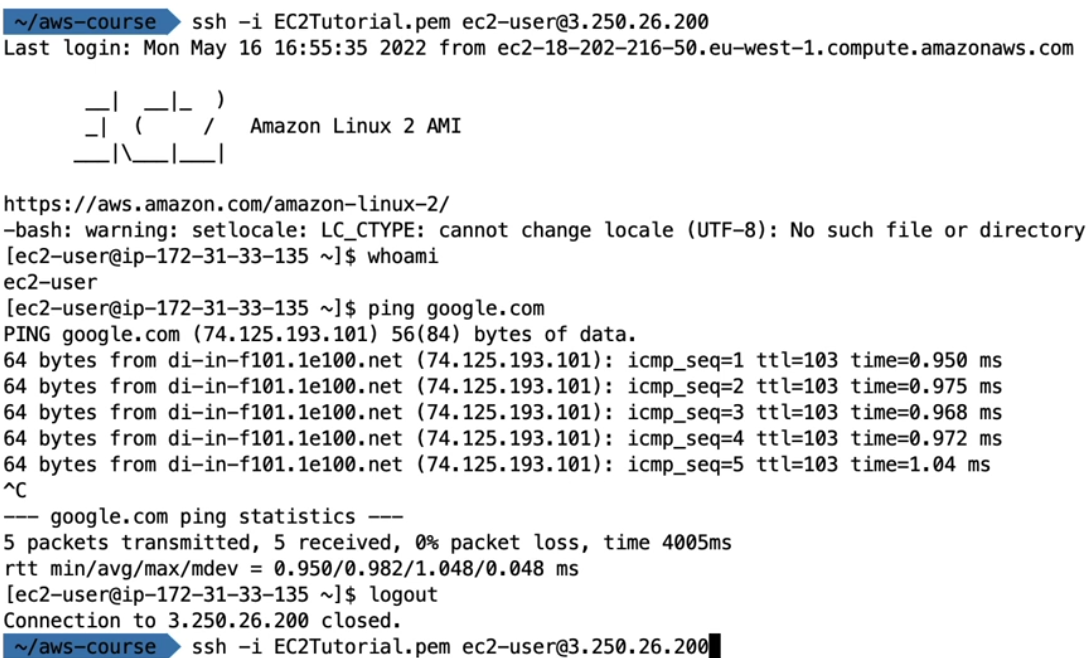 ~/aws-course ssh -i EC2Tutorial.pem ec2-user@3.250.26.200
Last login: Mon May 16 16:55:35 2022 from ec2-18-202-216-50.eu-west-1.compute.amazonaws.com
__|  __|_  )
_|  (     /   Amazon Linux 2 AMI
___|\___|___|
https://aws.amazon.com/amazon-linux-2/
-bash: warning: setlocale: LC_CTYPE: cannot change locale (UTF-8): No such file or directory
[ec2-user@ip-172-31-33-135 ~]$ whoami
ec2-user
[ec2-user@ip-172-31-33-135 ~]$ ping google.com
PING google.com (74.125.193.101) 56(84) bytes of data.
64 bytes from di-in-f101.1e100.net (74.125.193.101): icmp_seq=1 ttl=103 time=0.950 ms
64 bytes from di-in-f101.1e100.net (74.125.193.101): icmp_seq=2 ttl=103 time=0.975 ms
64 bytes from di-in-f101.1e100.net (74.125.193.101): icmp_seq=3 ttl=103 time=0.968 ms
64 bytes from di-in-f101.1e100.net (74.125.193.101): icmp_seq=4 ttl=103 time=0.972 ms
64 bytes from di-in-f101.1e100.net (74.125.193.101): icmp_seq=5 ttl=103 time=1.04 ms
^C
--- google.com ping statistics ---
5 packets transmitted, 5 received, 0% packet loss, time 4005ms
rtt min/avg/max/mdev = 0.950/0.982/1.048/0.048 ms
[ec2-user@ip-172-31-33-135 ~]$ logout
Connection to 3.250.26.200 closed.
~/aws-course ssh -i EC2Tutorial.pem ec2-user@3.250.26.200